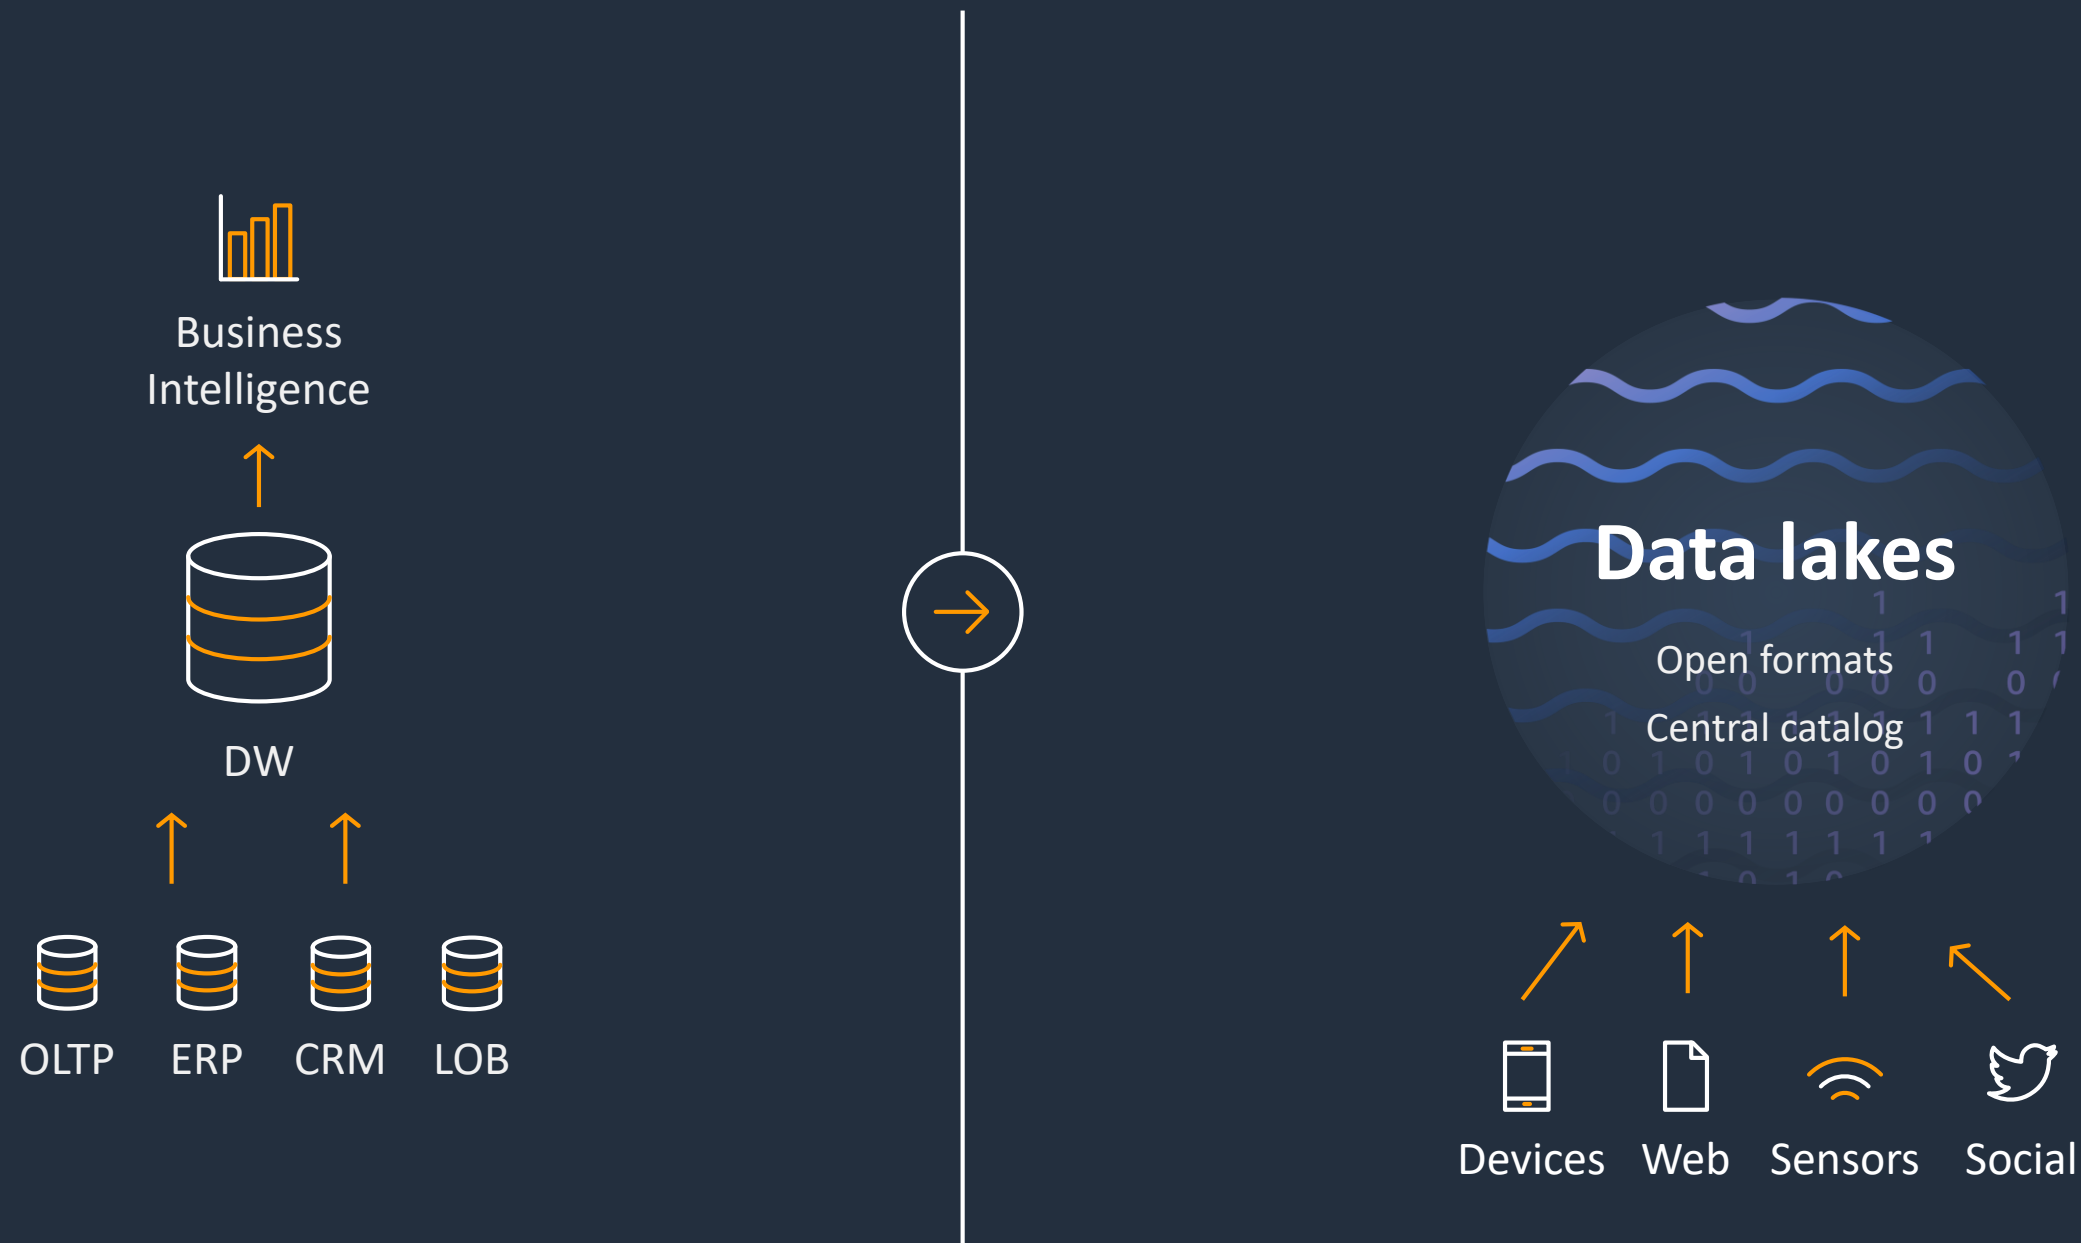 Business
Intelligence
DW
OLTP ERP CRM LOB
Data lakes
Open formats
Central catalog
Devices Web Sensors Social